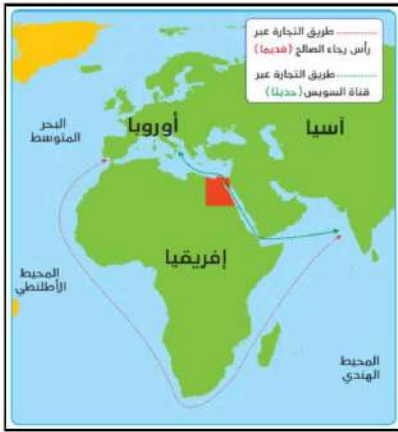 طريق التجارة عبر
رأس رجاء الصالح (قديما)
طريق التجارة عبر
قناة السويس (حديثا)
البحر
المتوسط
أوروبا
آسيا
إفريقيا
المحيط
الأطلنطي
المحيط
الهندي